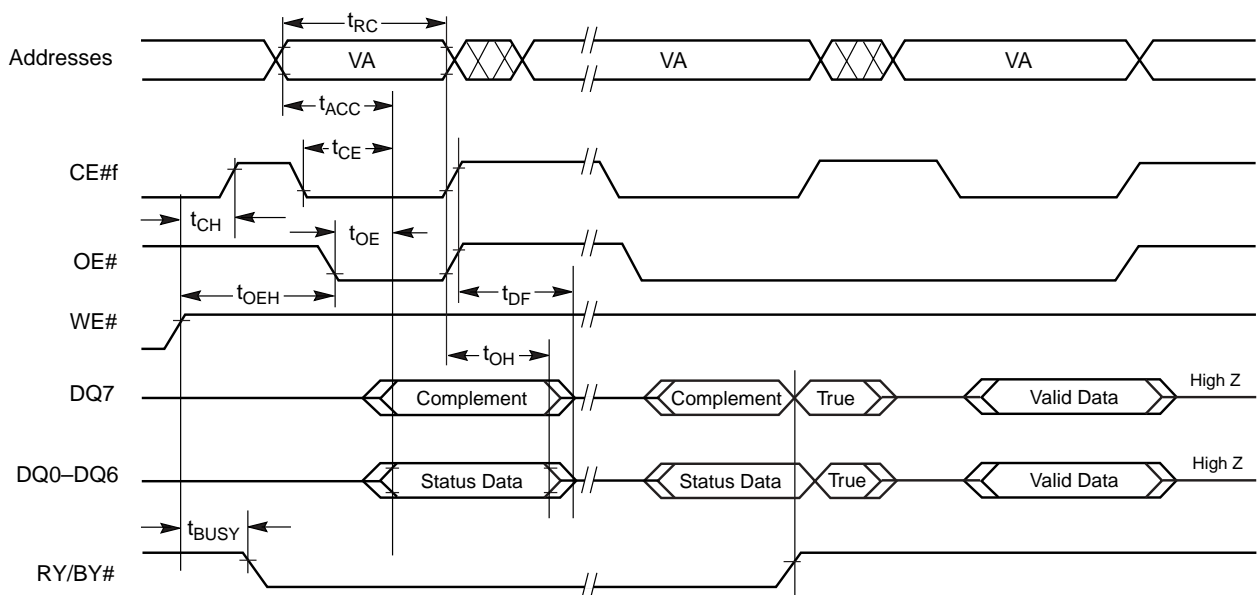 tRC
Addresses VA VA VA
tACC
tCE
CE#f
tCH
tOE
OE#
tOEH tDF
WE#
tOH
DQ7 Complement Complement True Valid Data High Z
DQ0–DQ6 Status Data Status Data True Valid Data High Z
tBUSY
RY/BY#